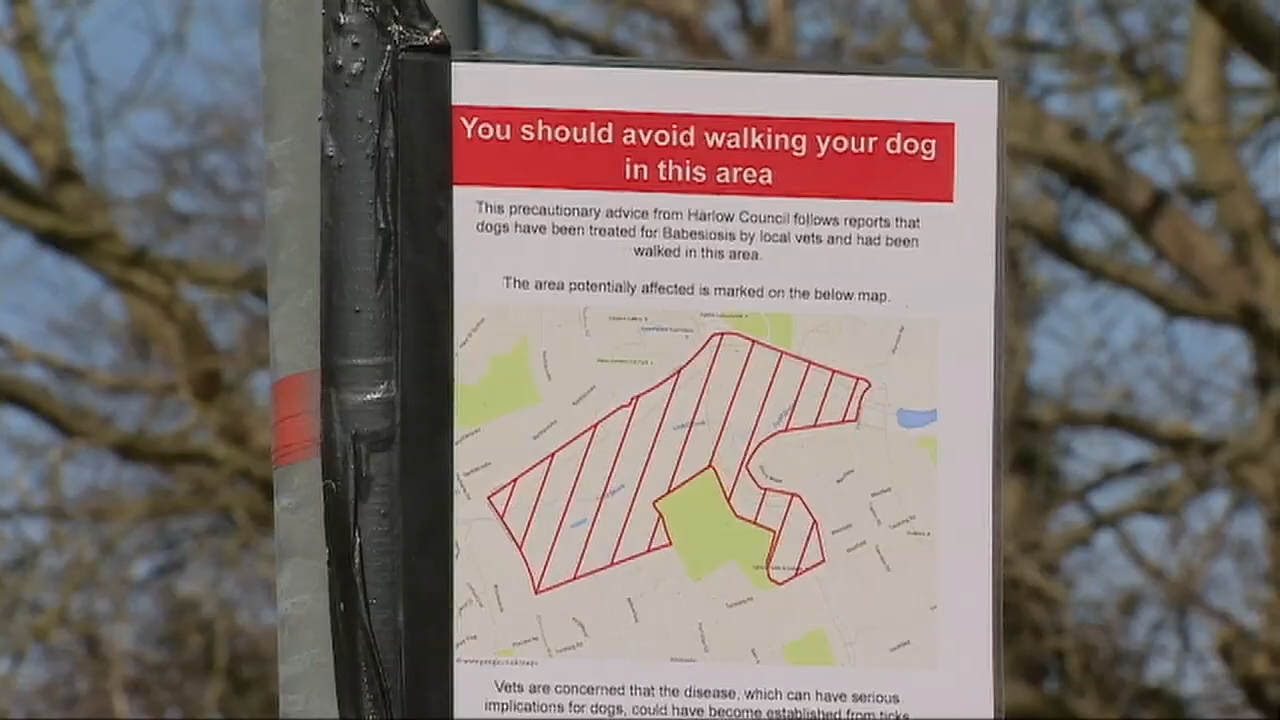 You should avoid walking your dog
in this area
This precautionary advice from Harlow Council follows reports that
dogs have been treated for Babesiosis by local vets and had been
walked in this area.
The area potentially affected is marked on the below map.
Vets are concerned that the disease, which can have serious
implications for dogs, could have become established from ticks